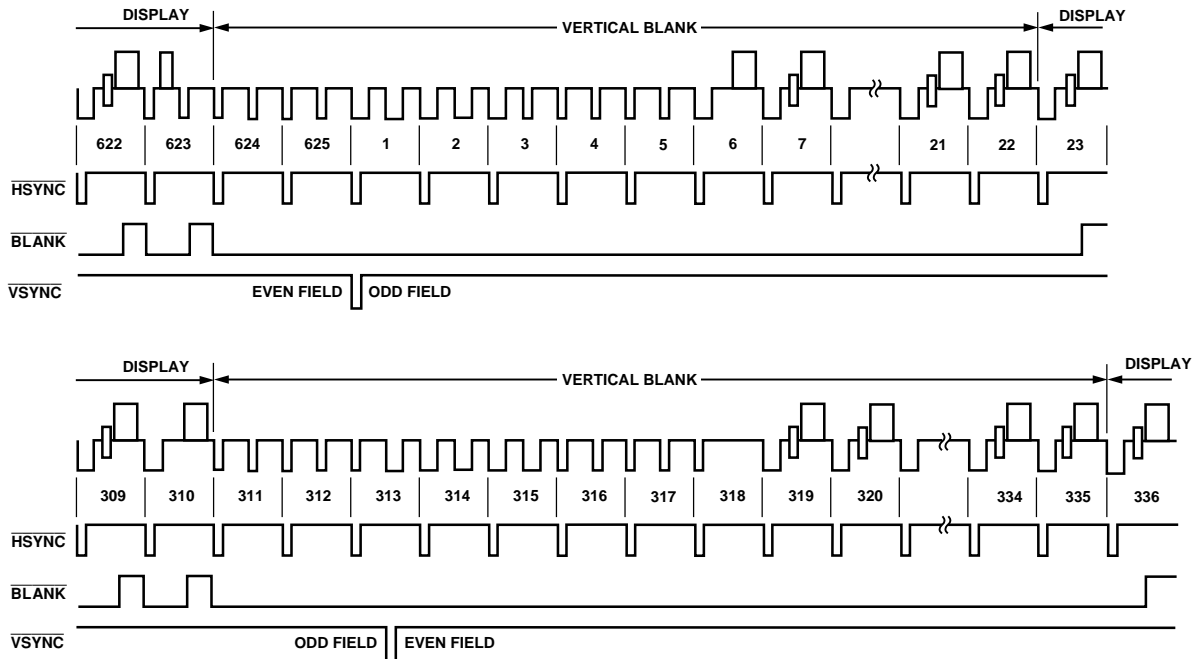 DISPLAY VERTICAL BLANK DISPLAY
622 623 624 625 1 2 3 4 5 6 7 21 22 23
HSYNC
BLANK
VSYNC
EVEN FIELD ODD FIELD
DISPLAY VERTICAL BLANK DISPLAY
309 310 311 312 313 314 315 316 317 318 319 320 334 335 336
HSYNC
BLANK
VSYNC
ODD FIELD EVEN FIELD